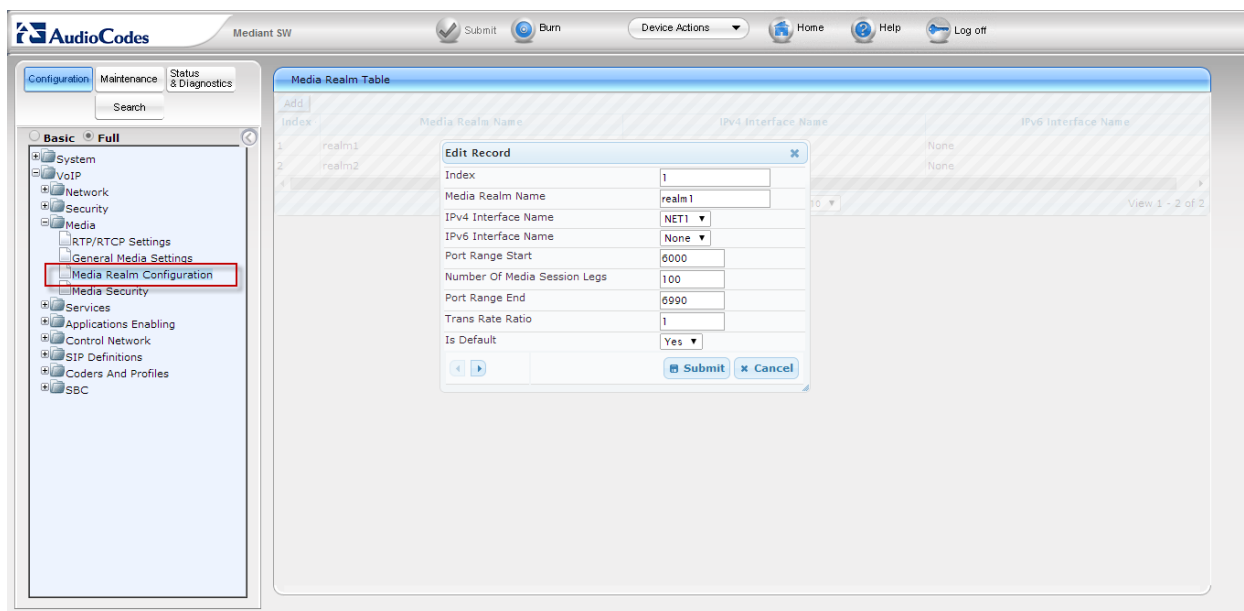 AudioCodes
Mediant SW
Submit
Burn
Device Actions
Home
Help
Log off
Configuration
Maintenance
Status
& Diagnostics
Search
Basic
Full
System
VoIP
Network
Security
Media
RTP/RTCP Settings
General Media Settings
Media Realm Configuration
Media Security
Services
Applications Enabling
Control Network
SIP Definitions
Coders And Profiles
SBC
Media Realm Table
Add
Index Media Realm Name IPv4 Interface Name IPv6 Interface Name
1 realm1 None
2 realm2 None
10
View 1 - 2 of 2
Edit Record
Index 1
Media Realm Name realm1
IPv4 Interface Name NET1
IPv6 Interface Name None
Port Range Start 6000
Number Of Media Session Legs 100
Port Range End 6990
Trans Rate Ratio 1
Is Default Yes
Submit
Cancel